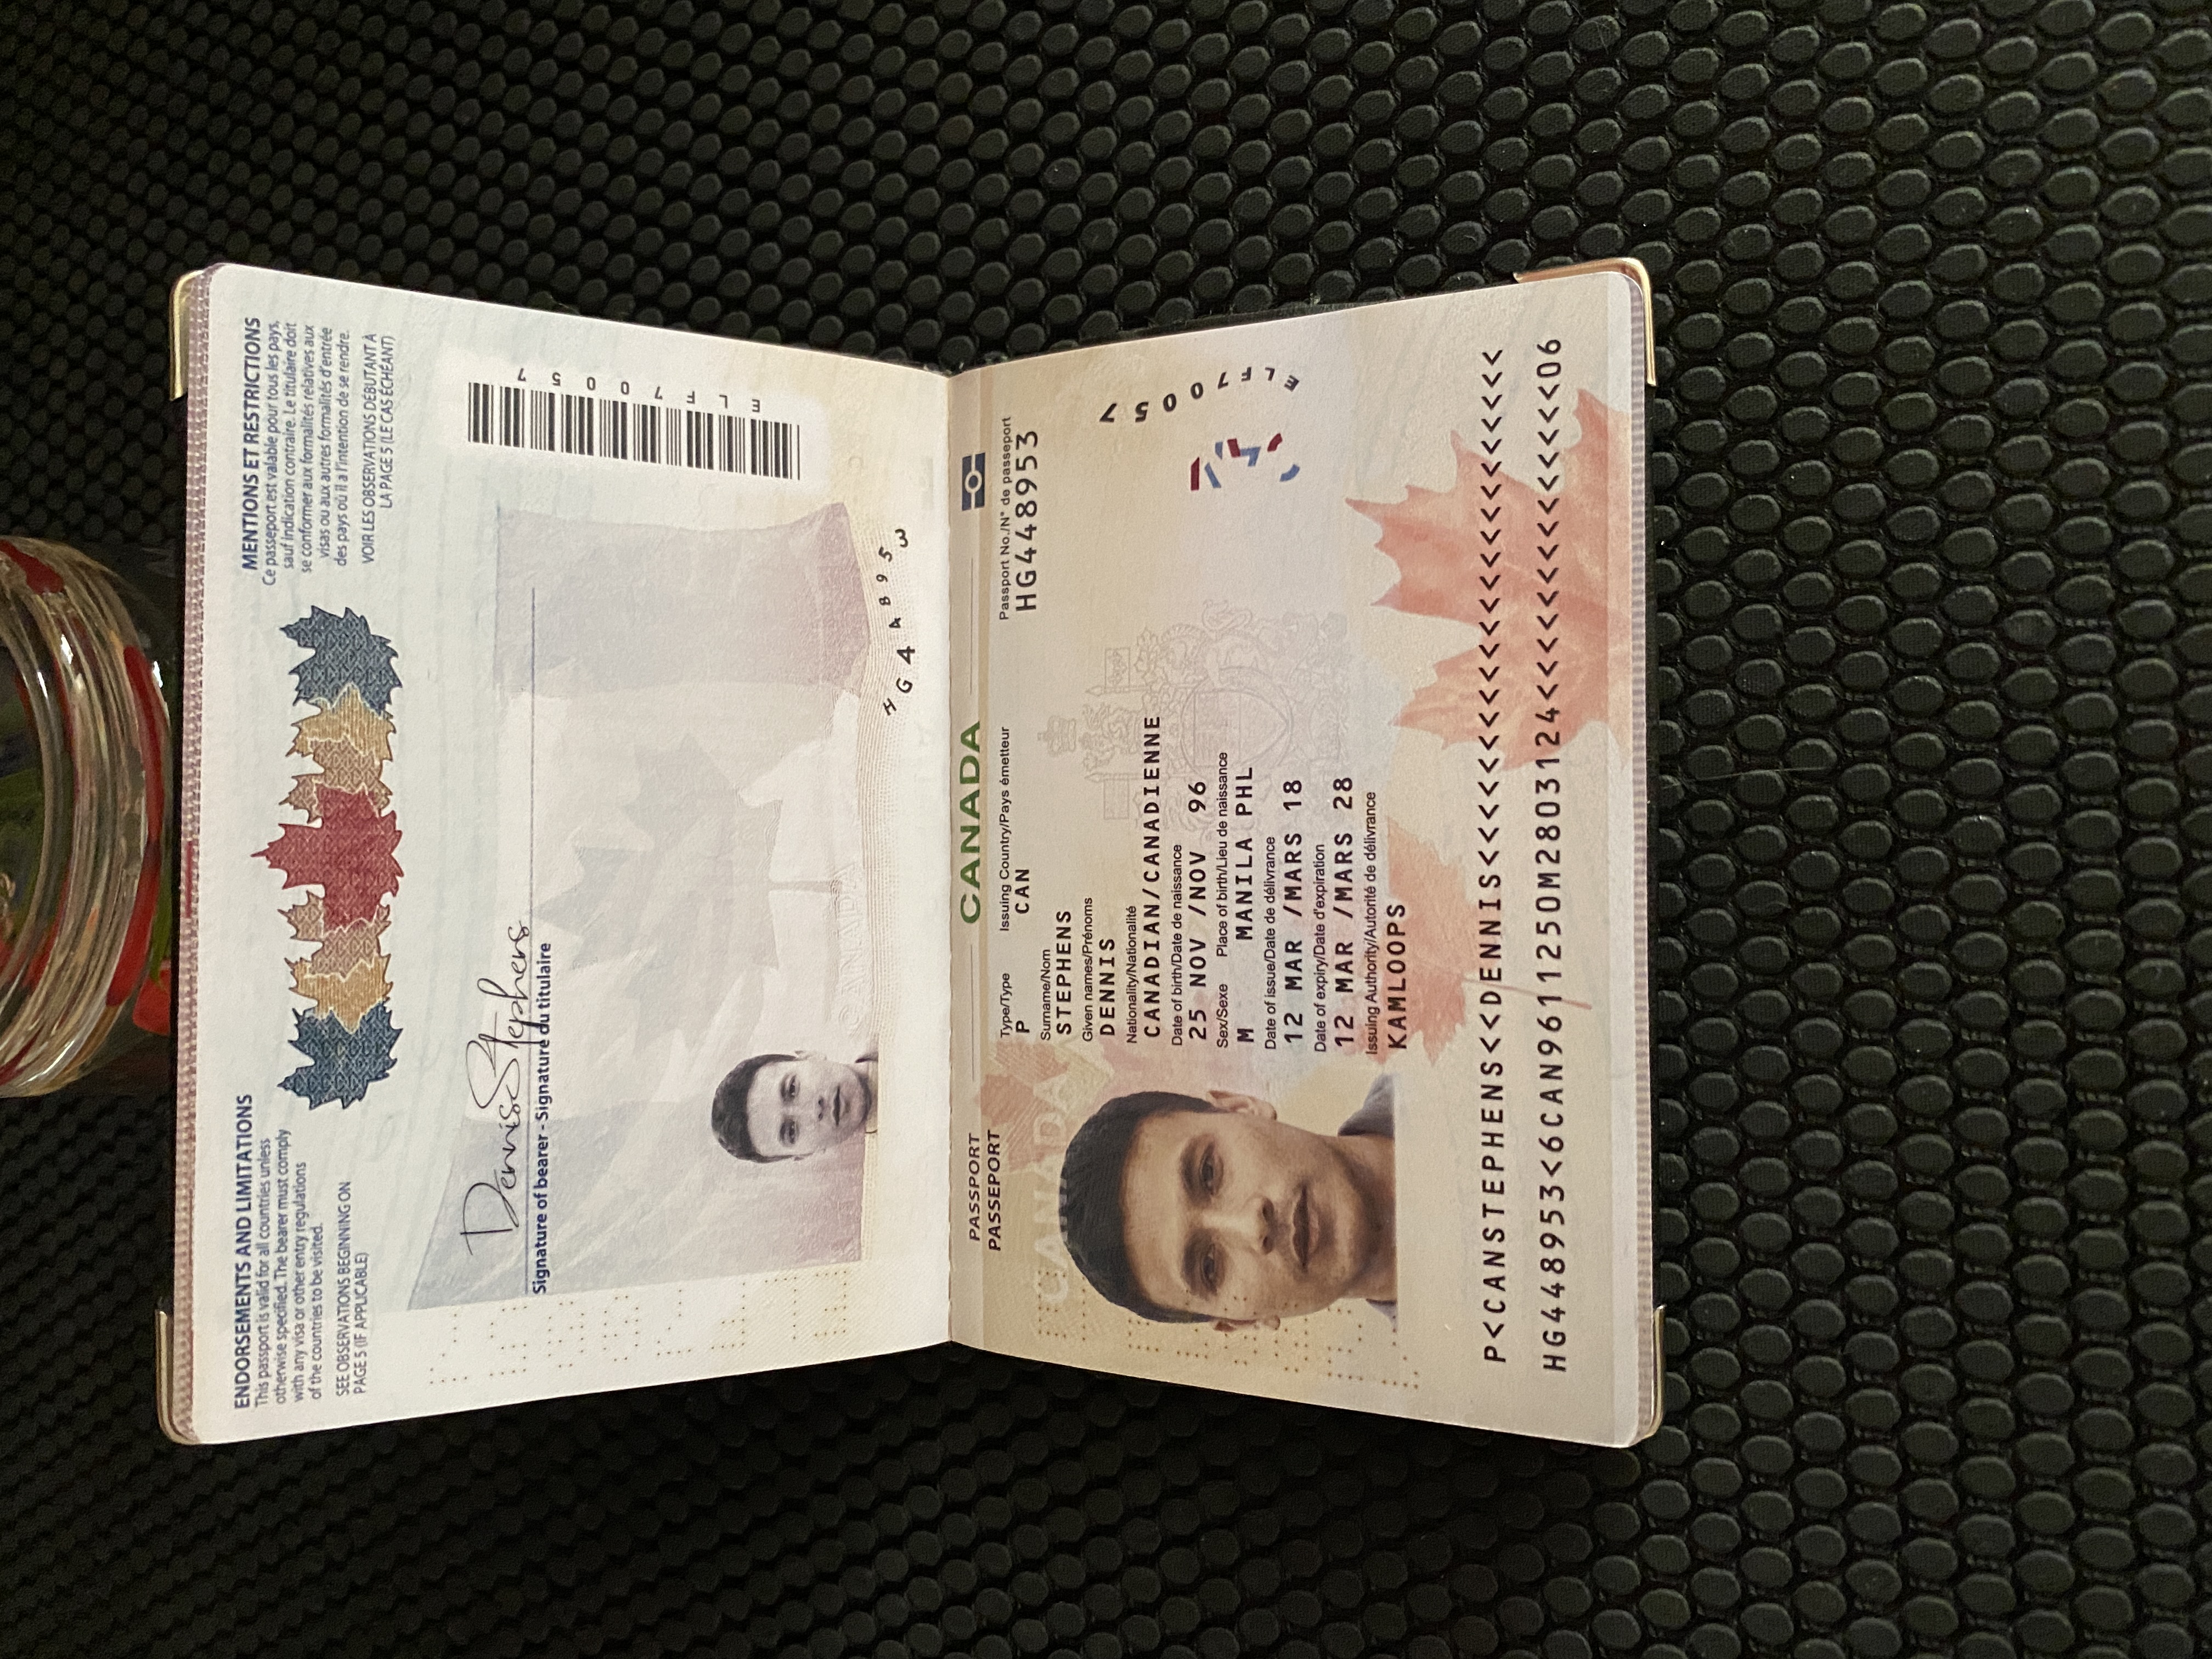 ENDORSEMENTS AND LIMITATIONS
This passport is valid for all countries unless
otherwise specified. The bearer must comply
with any visa or other entry regulations
of the countries to be visited.
SEE OBSERVATIONS BEGINNING ON
PAGE 5 (IF APPLICABLE)
MENTIONS ET RESTRICTIONS
Ce passeport est valable pour tous les pays,
sauf indication contraire. Le titulaire doit
se conformer aux formalités relatives aux
visas ou aux autres formalités d'entrée
des pays où il a l'intention de se rendre.
VOIR LES OBSERVATIONS DÉBUTANT À
LA PAGE 5 (LE CAS ÉCHÉANT)
Dennis Stephens
Signature of bearer - Signature du titulaire
ELF70057
CANADA
HG448953
PASSPORT
PASSEPORT
CANADA
CANADA
Type/Type Issuing Country/Pays émetteur Passport No./N° de passeport
P CAN HG448953
Surname/Nom
STEPHENS
Given names/Prénoms
DENNIS
Nationality/Nationalité
CANADIAN/CANADIENNE
Date of birth/Date de naissance
25 NOV /NOV 96
Sex/Sexe Place of birth/Lieu de naissance
M MANILA PHL
Date of issue/Date de délivrance
12 MAR /MARS 18
Date of expiry/Date d'expiration
12 MAR /MARS 28
Issuing Authority/Autorité de délivrance
KAMLOOPS
ELF70057
P<CANSTEPHENS<<DENNIS<<<<<<<<<<<<<<<<<<<<<<<
HG448953<6CAN9611250M2803124<<<<<<<<<<<<<<06